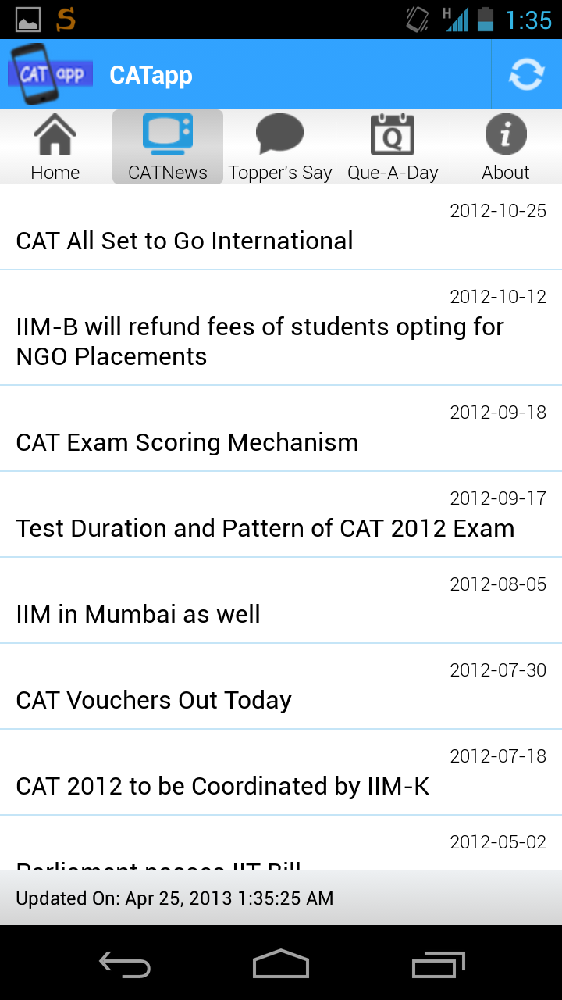 H 1:35
CAT app CATapp
Home CATNews Topper's Say Que-A-Day About
2012-10-25
CAT All Set to Go International
2012-10-12
IIM-B will refund fees of students opting for
NGO Placements
2012-09-18
CAT Exam Scoring Mechanism
2012-09-17
Test Duration and Pattern of CAT 2012 Exam
2012-08-05
IIM in Mumbai as well
2012-07-30
CAT Vouchers Out Today
2012-07-18
CAT 2012 to be Coordinated by IIM-K
2012-05-02
Parliament passes IIT Bill
Updated On: Apr 25, 2013 1:35:25 AM